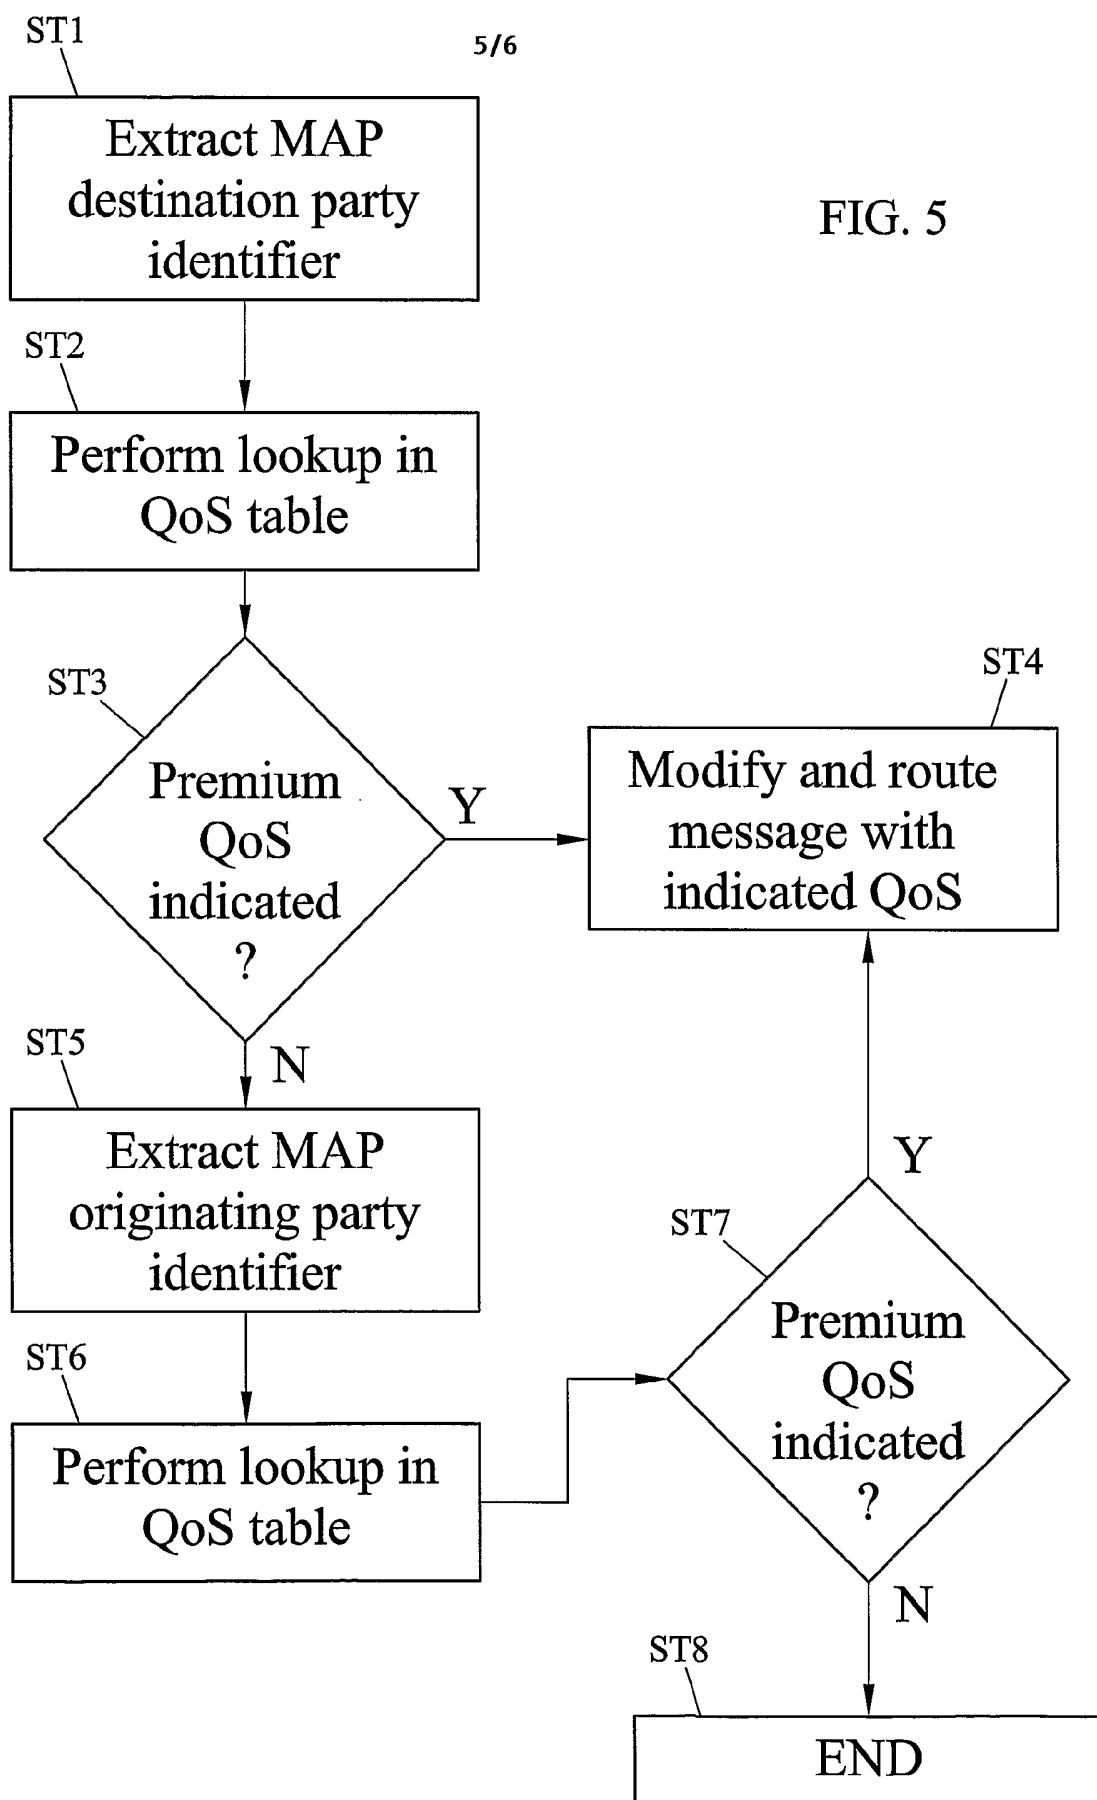 ST1
5/6
Extract MAP
destination party
identifier
FIG. 5
ST2
Perform lookup in
QoS table
ST3
Premium
QoS
indicated
?
Y
ST4
Modify and route
message with
indicated QoS
N
ST5
Extract MAP
originating party
identifier
ST6
Perform lookup in
QoS table
Y
ST7
Premium
QoS
indicated
?
N
ST8
END